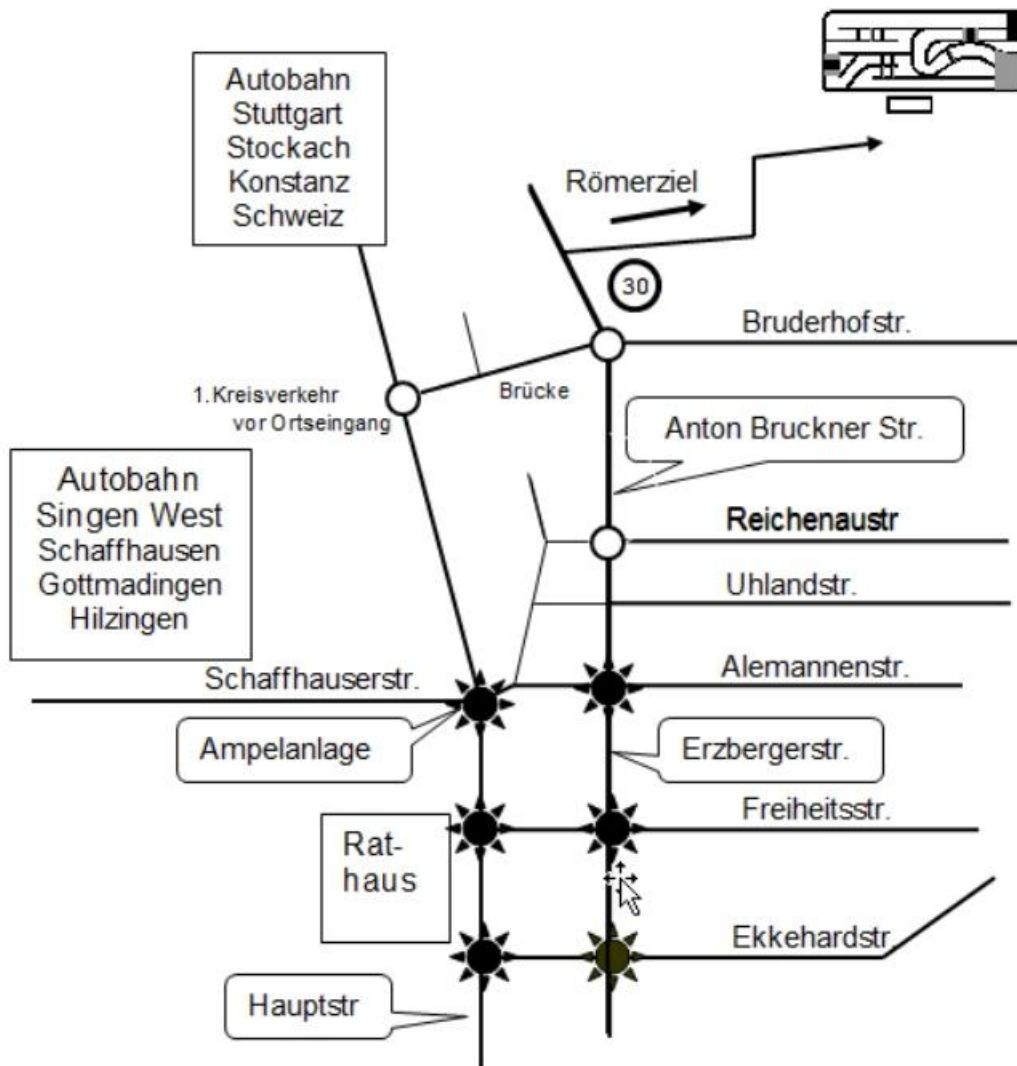 Autobahn
Stuttgart
Stockach
Konstanz
Schweiz
Römerziel
30
Bruderhofstr.
1.Kreisverkehr
vor Ortseingang
Brücke
Anton Bruckner Str.
Autobahn
Singen West
Schaffhausen
Gottmadingen
Hilzingen
Reichenaustr
Uhlandstr.
Schaffhauserstr.
Alemannenstr.
Ampelanlage
Erzbergerstr.
Freiheitsstr.
Rat-
haus
Ekkehardstr
Hauptstr